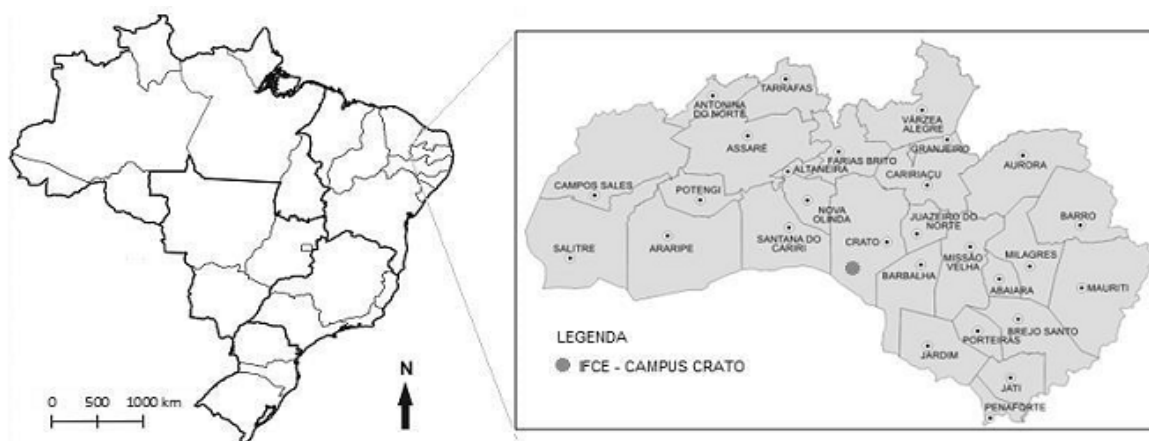 TARRAFAS
ANTONINA
DO NORTE
VÁRZEA
ALEGRE
ASSARÉ
GRANJEIRO
FARIAS BRITO
AURORA
ALTANEIRA
CARIRIAÇU
CAMPOS SALES
POTENGI
NOVA
OLINDA
JUAZEIRO DO
NORTE
BARRO
SALITRE
ARARIPE
SANTANA DO
CARIRI
CRATO
MISSÃO
VELHA
MILAGRES
BARBALHA
ABAIARA
MAURITI
BREJO SANTO
PORTEIRAS
JARDIM
JATI
PENAFORTE
LEGENDA
IFCE - CAMPUS CRATO
N
0 500 1000 km